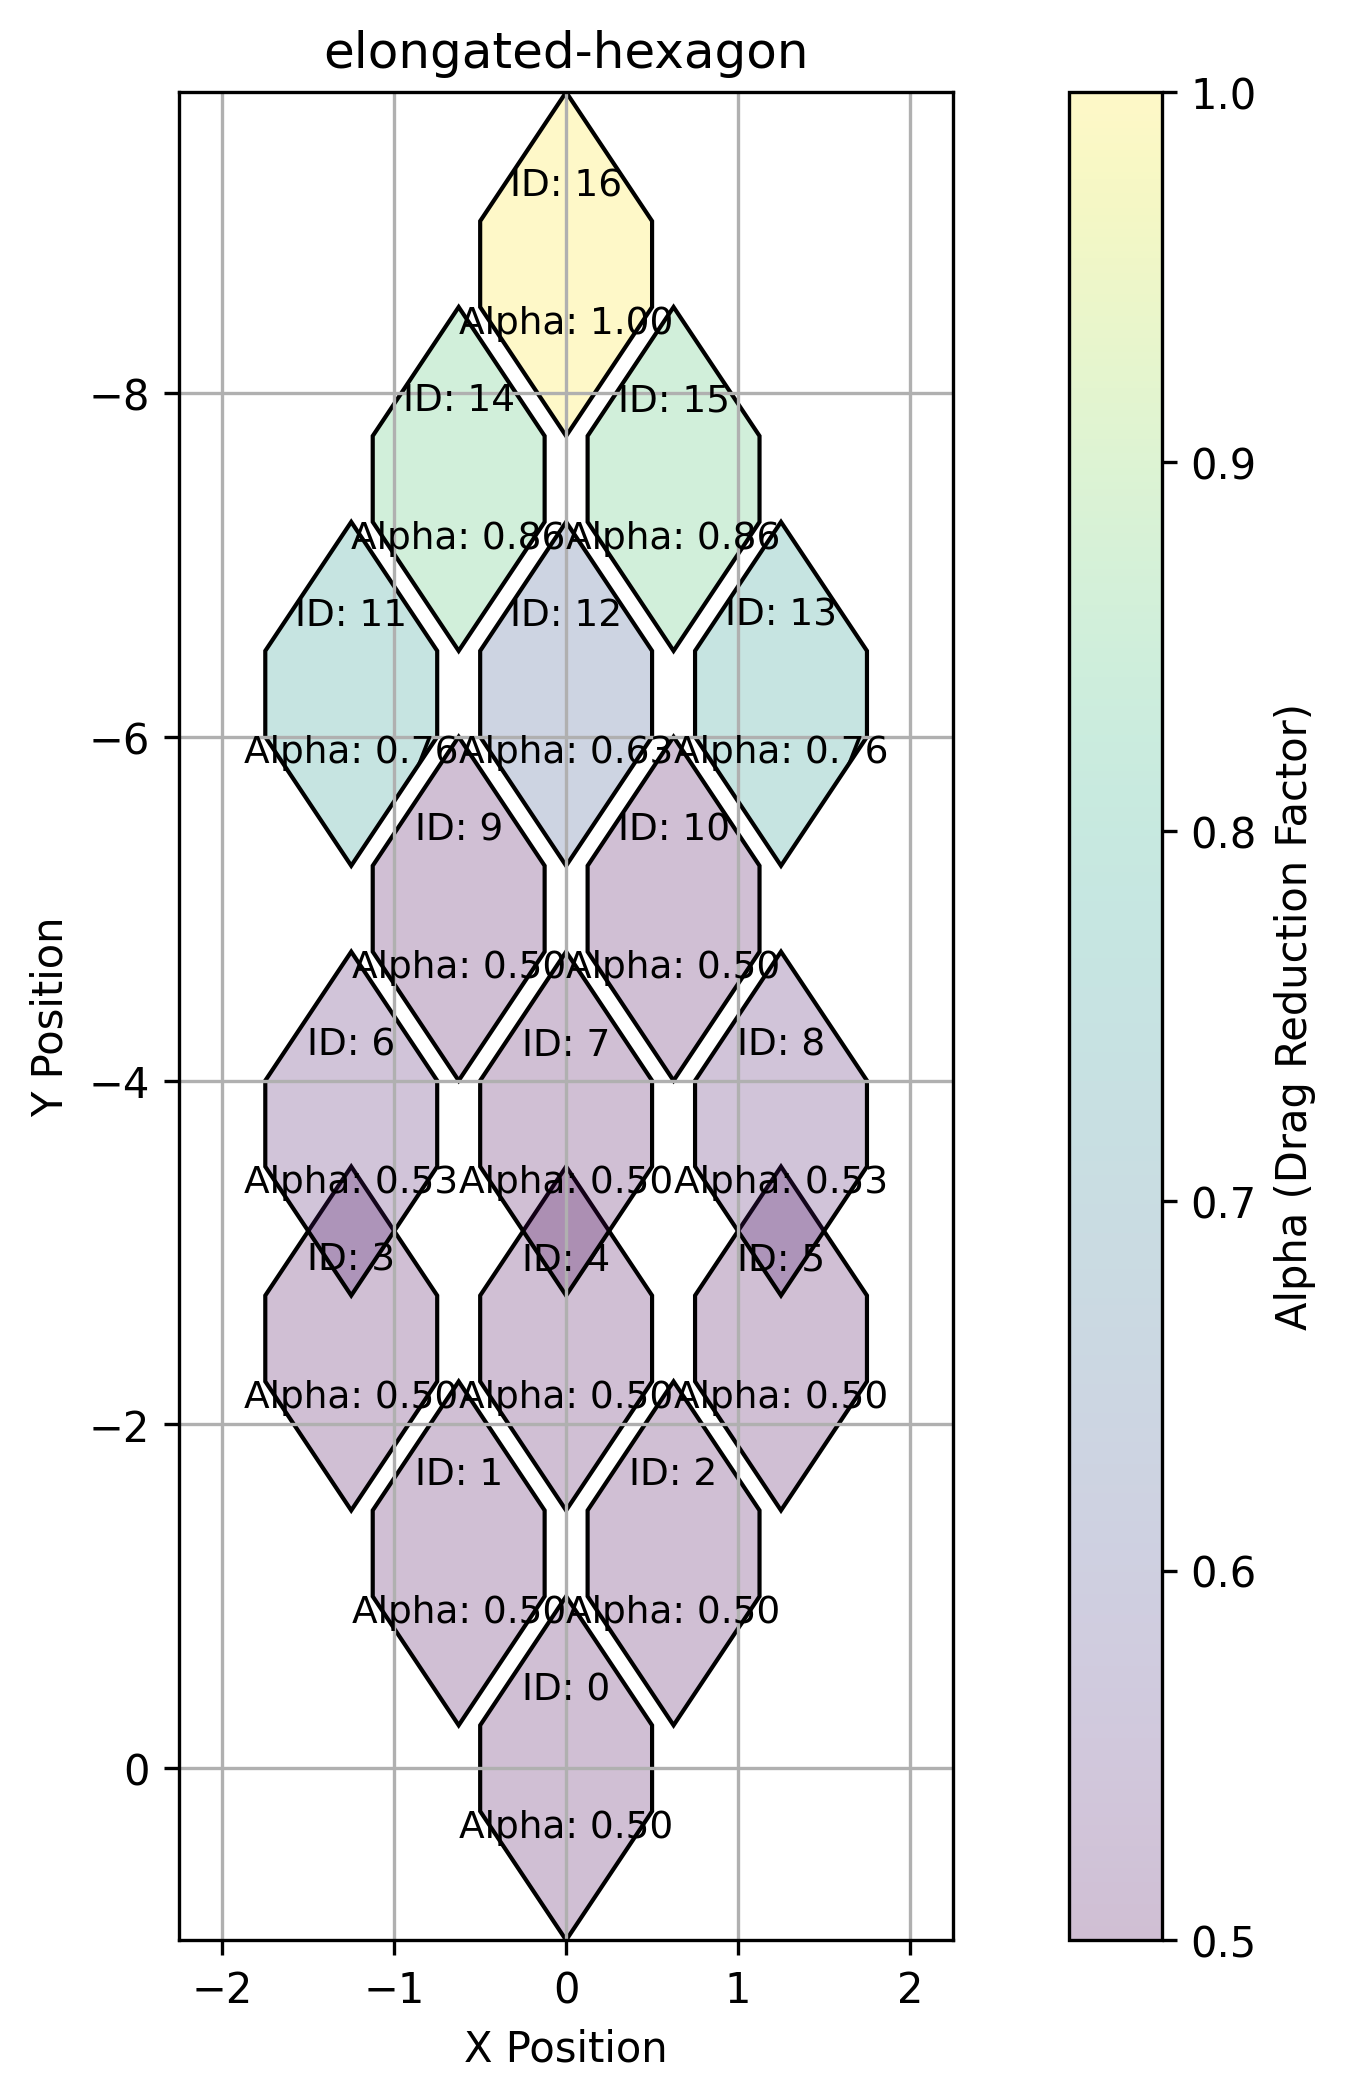 elongated-hexagon
ID: 16
Alpha: 1.00
ID: 14
ID: 15
Alpha: 0.86
Alpha: 0.86
ID: 11
ID: 12
ID: 13
Alpha: 0.76
Alpha: 0.63
Alpha: 0.76
ID: 9
ID: 10
Alpha: 0.50
Alpha: 0.50
ID: 6
ID: 7
ID: 8
Alpha: 0.53
Alpha: 0.50
Alpha: 0.53
ID: 3
ID: 4
ID: 5
Alpha: 0.50
Alpha: 0.50
Alpha: 0.50
ID: 1
ID: 2
Alpha: 0.50
Alpha: 0.50
ID: 0
Alpha: 0.50
−8
−6
−4
−2
0
Y Position
−2
−1
0
1
2
X Position
1.0
0.9
0.8
0.7
0.6
0.5
Alpha (Drag Reduction Factor)